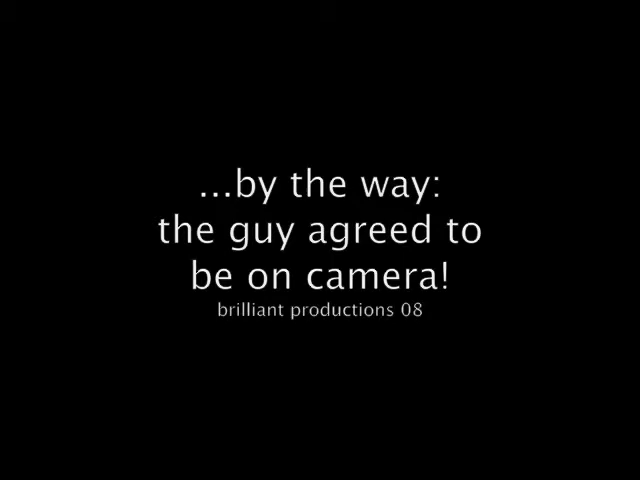 ...by the way:
the guy agreed to
be on camera!
brilliant productions 08